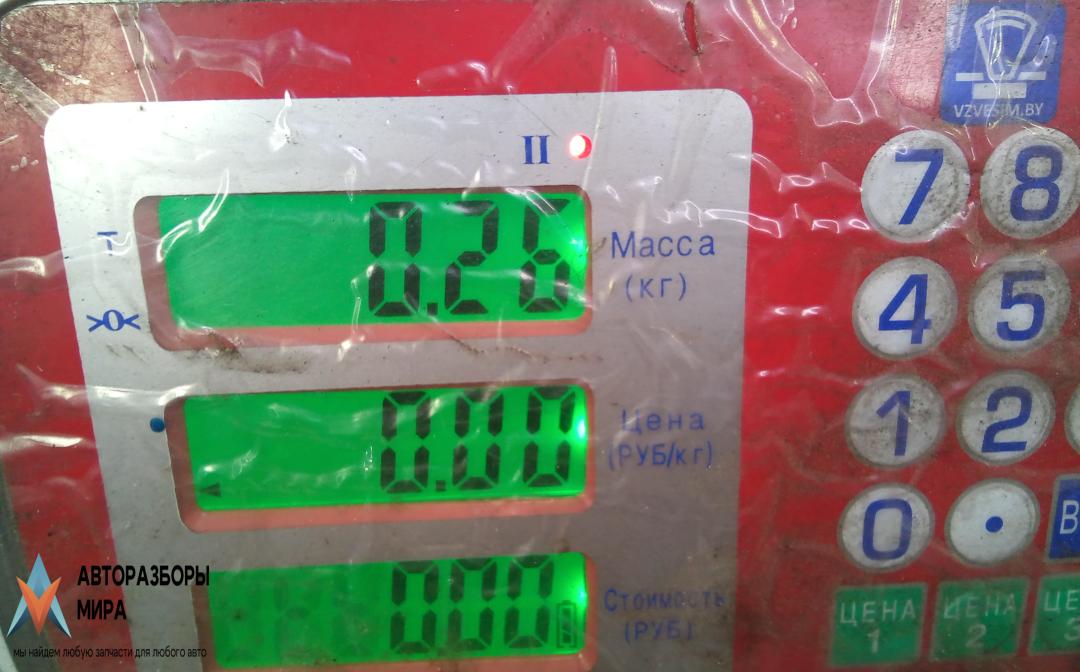 VZVESIM.BY
II
0.26
Масса
(кг)
T
>0<
0.00
Цена
(РУБ/кг)
0.00
Стоимость
(РУБ)
7 8
4 5
1 2
0 •
ЦЕНА
1
ЦЕНА
2
АВТОРАЗБОРЫ
МИРА
мы найдем любую запчасти для любого авто